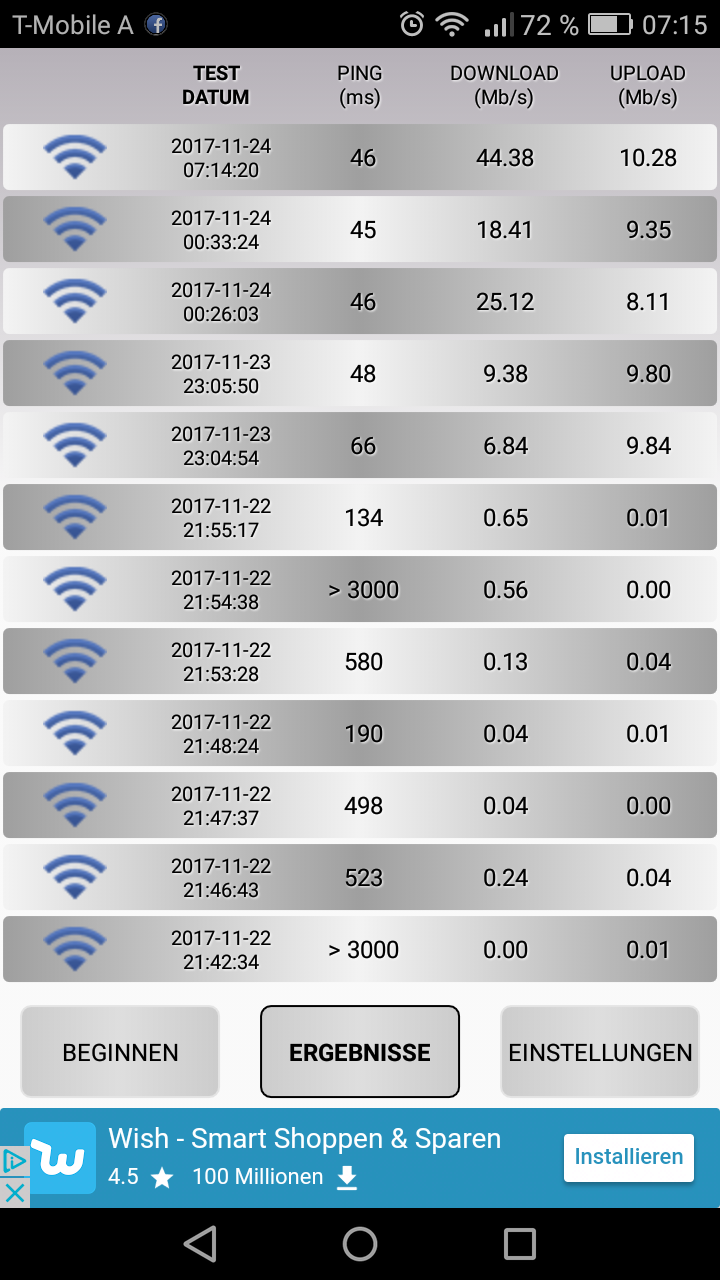 T-Mobile A 72 % 07:15
TEST DATUM PING (ms) DOWNLOAD (Mb/s) UPLOAD (Mb/s)
2017-11-24 07:14:20 46 44.38 10.28
2017-11-24 00:33:24 45 18.41 9.35
2017-11-24 00:26:03 46 25.12 8.11
2017-11-23 23:05:50 48 9.38 9.80
2017-11-23 23:04:54 66 6.84 9.84
2017-11-22 21:55:17 134 0.65 0.01
2017-11-22 21:54:38 > 3000 0.56 0.00
2017-11-22 21:53:28 580 0.13 0.04
2017-11-22 21:48:24 190 0.04 0.01
2017-11-22 21:47:37 498 0.04 0.00
2017-11-22 21:46:43 523 0.24 0.04
2017-11-22 21:42:34 > 3000 0.00 0.01
BEGINNEN ERGEBNISSE EINSTELLUNGEN
Wish - Smart Shoppen & Sparen
4.5 100 Millionen
Installieren